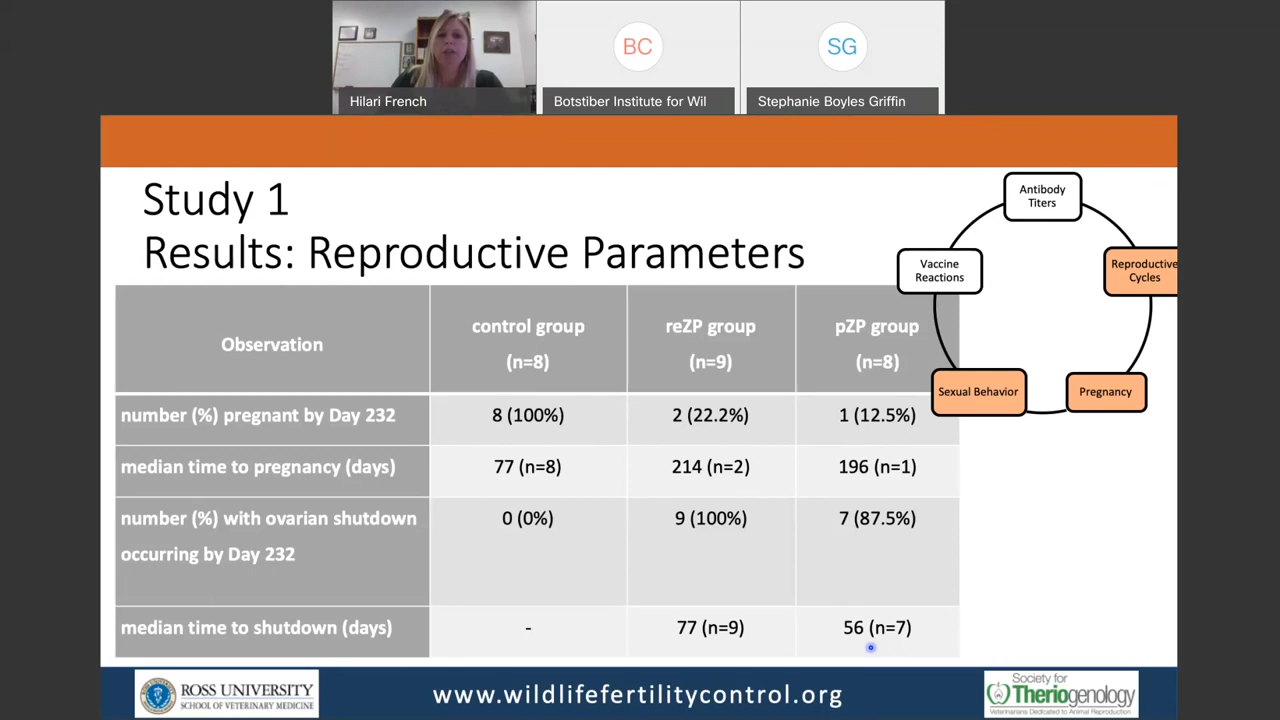 BC
SG
Hilari French
Botstiber Institute for Wil
Stephanie Boyles Griffin
Study 1
Results: Reproductive Parameters
Antibody
Titers
Vaccine
Reactions
Reproductive
Cycles
Sexual Behavior
Pregnancy
Observation
control group
(n=8)
reZP group
(n=9)
pZP group
(n=8)
number (%) pregnant by Day 232
8 (100%)
2 (22.2%)
1 (12.5%)
median time to pregnancy (days)
77 (n=8)
214 (n=2)
196 (n=1)
number (%) with ovarian shutdown
occurring by Day 232
0 (0%)
9 (100%)
7 (87.5%)
median time to shutdown (days)
-
77 (n=9)
56 (n=7)
ROSS UNIVERSITY
SCHOOL OF VETERINARY MEDICINE
www.wildlifefertilitycontrol.org
Society for
Theriogenology
Veterinarians Dedicated to Animal Reproduction